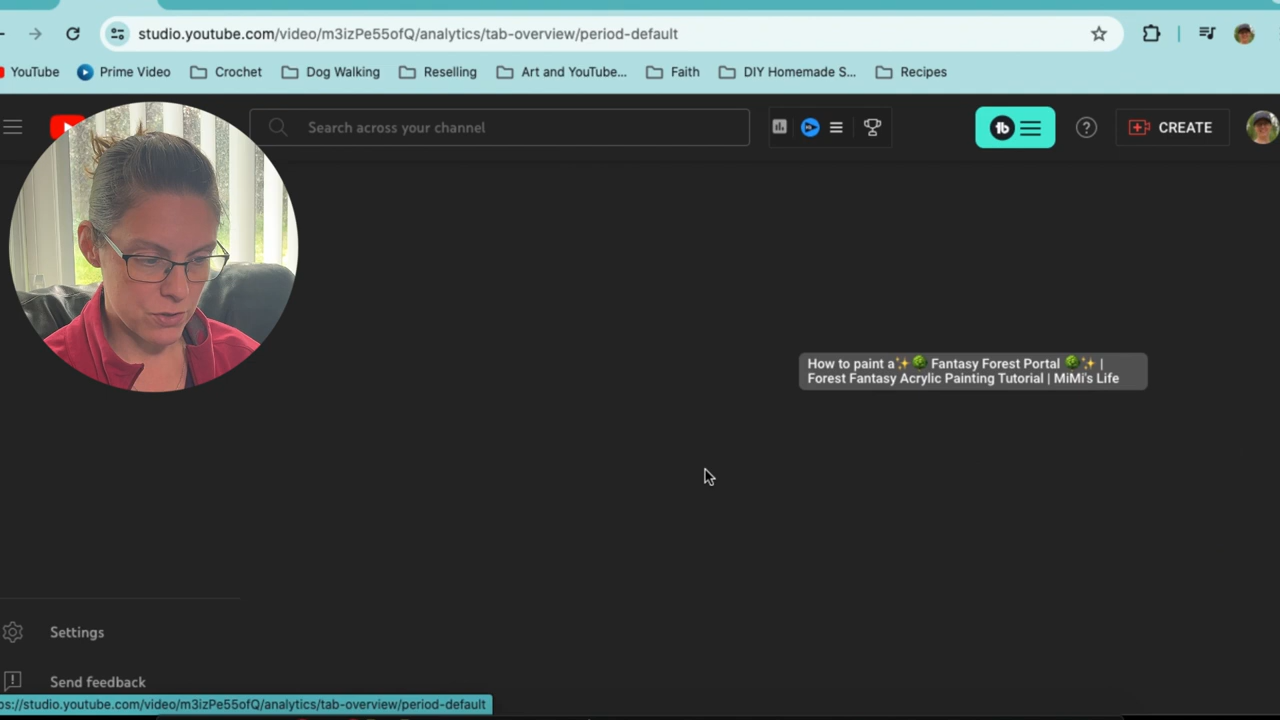 studio.youtube.com/video/m3izPe55ofQ/analytics/tab-overview/period-default
YouTube Prime Video Crochet Dog Walking Reselling Art and YouTube... Faith DIY Homemade S... Recipes
Search across your channel
tb
? CREATE
How to paint a✨🥦 Fantasy Forest Portal 🥦✨ |
Forest Fantasy Acrylic Painting Tutorial | MiMi's Life
Settings
Send feedback
ps://studio.youtube.com/video/m3izPe55ofQ/analytics/tab-overview/period-default